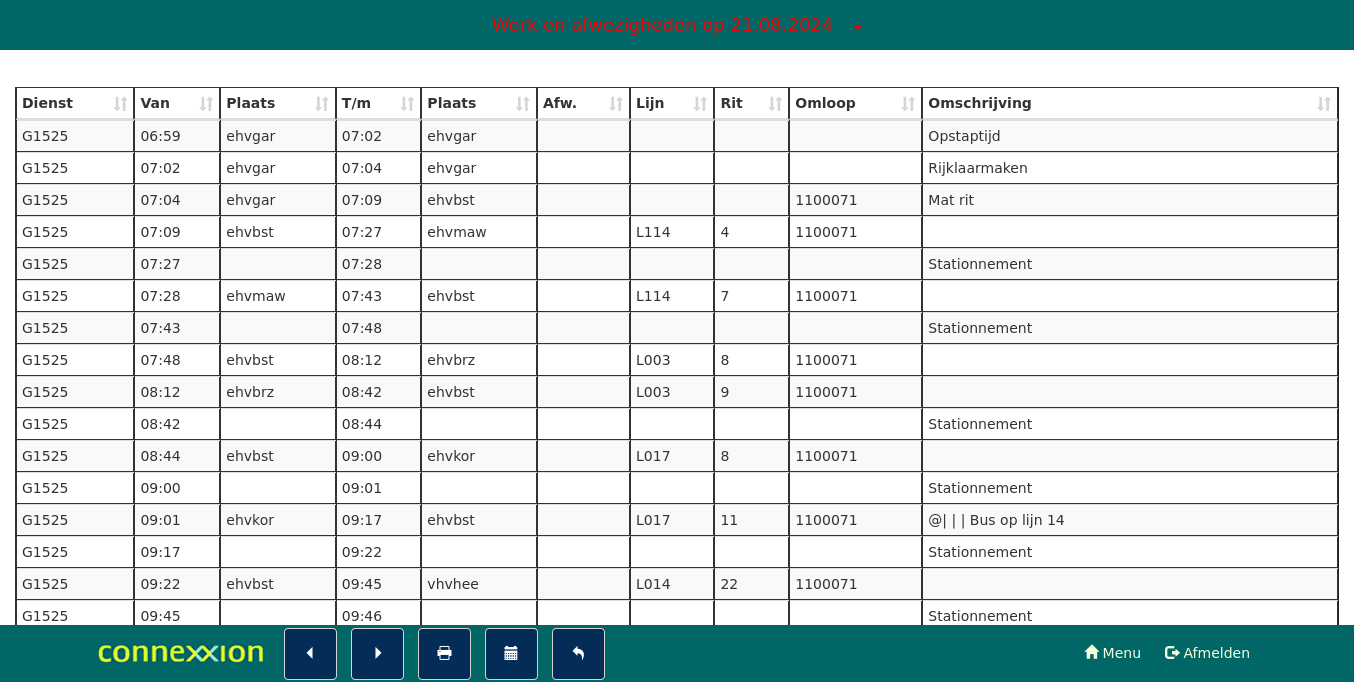 Werk en afwezigheden op 21.08.2024
Dienst Van Plaats T/m Plaats Afw. Lijn Rit Omloop Omschrijving
G1525 06:59 ehvgar 07:02 ehvgar Opstaptijd
G1525 07:02 ehvgar 07:04 ehvgar Rijklaarmaken
G1525 07:04 ehvgar 07:09 ehvbst 1100071 Mat rit
G1525 07:09 ehvbst 07:27 ehvmaw L114 4 1100071
G1525 07:27 07:28 Stationnement
G1525 07:28 ehvmaw 07:43 ehvbst L114 7 1100071
G1525 07:43 07:48 Stationnement
G1525 07:48 ehvbst 08:12 ehvbrz L003 8 1100071
G1525 08:12 ehvbrz 08:42 ehvbst L003 9 1100071
G1525 08:42 08:44 Stationnement
G1525 08:44 ehvbst 09:00 ehvkor L017 8 1100071
G1525 09:00 09:01 Stationnement
G1525 09:01 ehvkor 09:17 ehvbst L017 11 1100071 @| | | Bus op lijn 14
G1525 09:17 09:22 Stationnement
G1525 09:22 ehvbst 09:45 vhvhee L014 22 1100071
G1525 09:45 09:46 Stationnement
connexxion Menu Afmelden